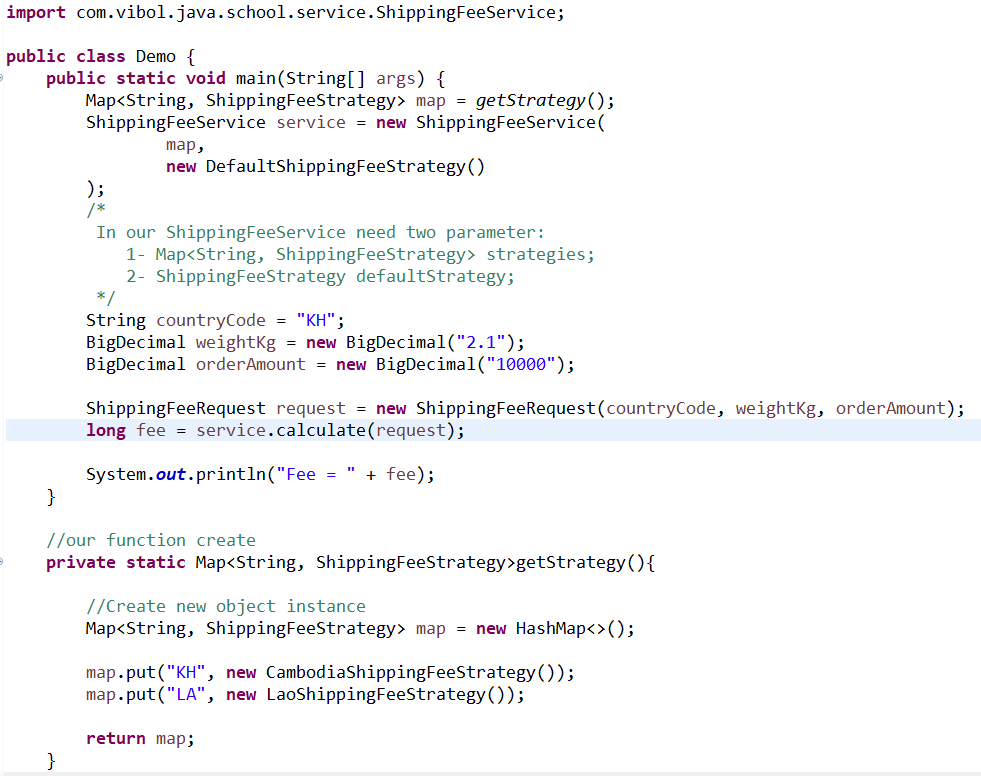 import com.vibol.java.school.service.ShippingFeeService;
public class Demo {
public static void main(String[] args) {
Map<String, ShippingFeeStrategy> map = getStrategy();
ShippingFeeService service = new ShippingFeeService(
map,
new DefaultShippingFeeStrategy()
);
/*
In our ShippingFeeService need two parameter:
1- Map<String, ShippingFeeStrategy> strategies;
2- ShippingFeeStrategy defaultStrategy;
*/
String countryCode = "KH";
BigDecimal weightKg = new BigDecimal("2.1");
BigDecimal orderAmount = new BigDecimal("10000");
ShippingFeeRequest request = new ShippingFeeRequest(countryCode, weightKg, orderAmount);
long fee = service.calculate(request);
System.out.println("Fee = " + fee);
}
//our function create
private static Map<String, ShippingFeeStrategy>getStrategy(){
//Create new object instance
Map<String, ShippingFeeStrategy> map = new HashMap<>();
map.put("KH", new CambodiaShippingFeeStrategy());
map.put("LA", new LaoShippingFeeStrategy());
return map;
}